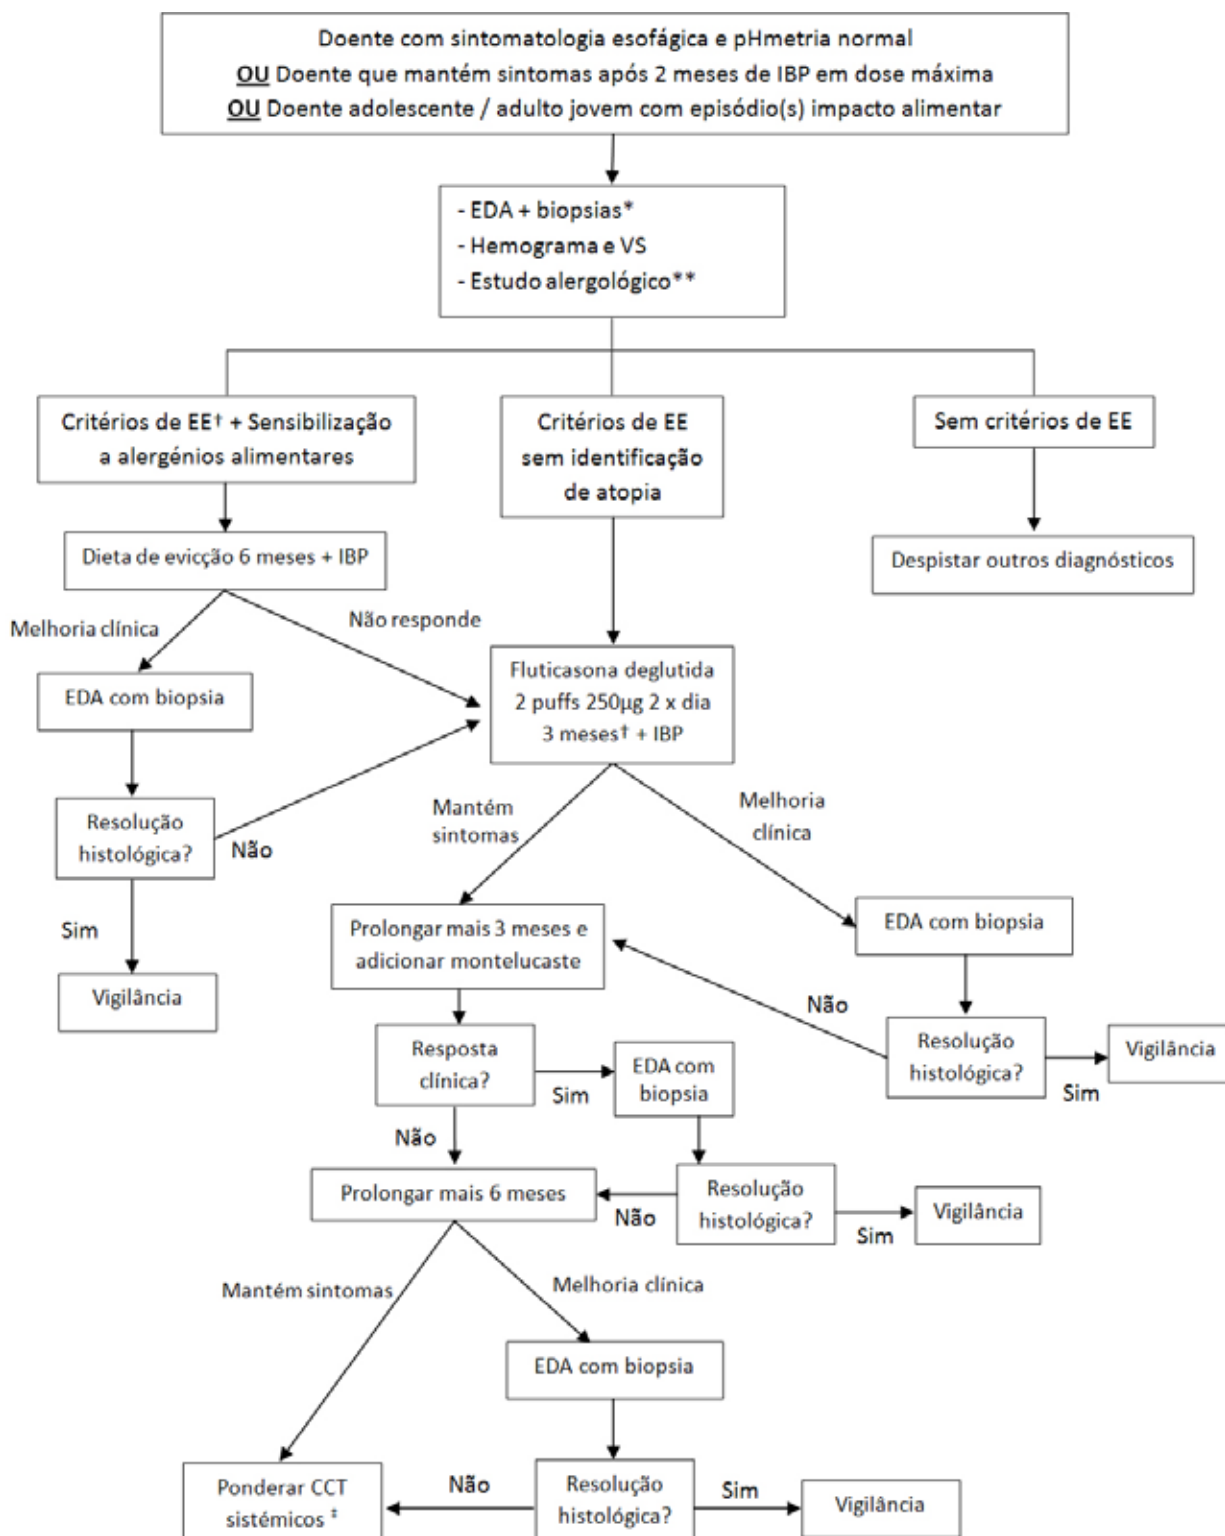 Doente com sintomatologia esofágica e pHmetria normal
OU Doente que mantém sintomas após 2 meses de IBP em dose máxima
OU Doente adolescente / adulto jovem com episódio(s) impacto alimentar
- EDA + biopsias*
- Hemograma e VS
- Estudo alergológico**
Critérios de EE† + Sensibilização
a alergénios alimentares
Critérios de EE
sem identificação
de atopia
Sem critérios de EE
Dieta de evicção 6 meses + IBP
Despistar outros diagnósticos
Melhoria clínica
Não responde
EDA com biopsia
Fluticasona deglutida
2 puffs 250µg 2 x dia
3 meses† + IBP
Resolução
histológica?
Não
Sim
Vigilância
Mantém
sintomas
Melhoria
clínica
Prolongar mais 3 meses e
adicionar montelucaste
EDA com biopsia
Não
Resolução
histológica?
Sim
Vigilância
Resposta
clínica?
Sim
EDA com
biopsia
Não
Prolongar mais 6 meses
Não
Resolução
histológica?
Sim
Vigilância
Mantém sintomas
Melhoria clínica
EDA com biopsia
Ponderar CCT
sistémicos ‡
Não
Resolução
histológica?
Sim
Vigilância